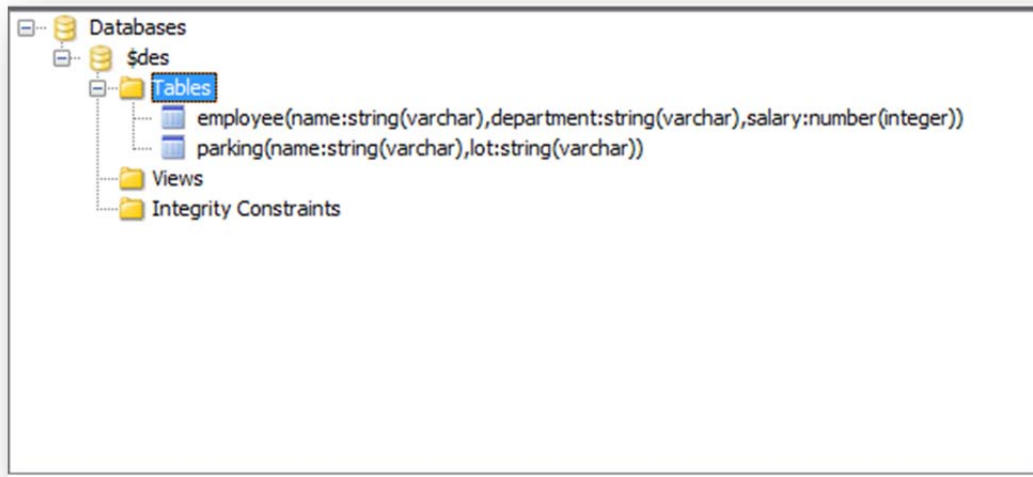 Databases
$des
Tables
employee(name:string(varchar),department:string(varchar),salary:number(integer))
parking(name:string(varchar),lot:string(varchar))
Views
Integrity Constraints